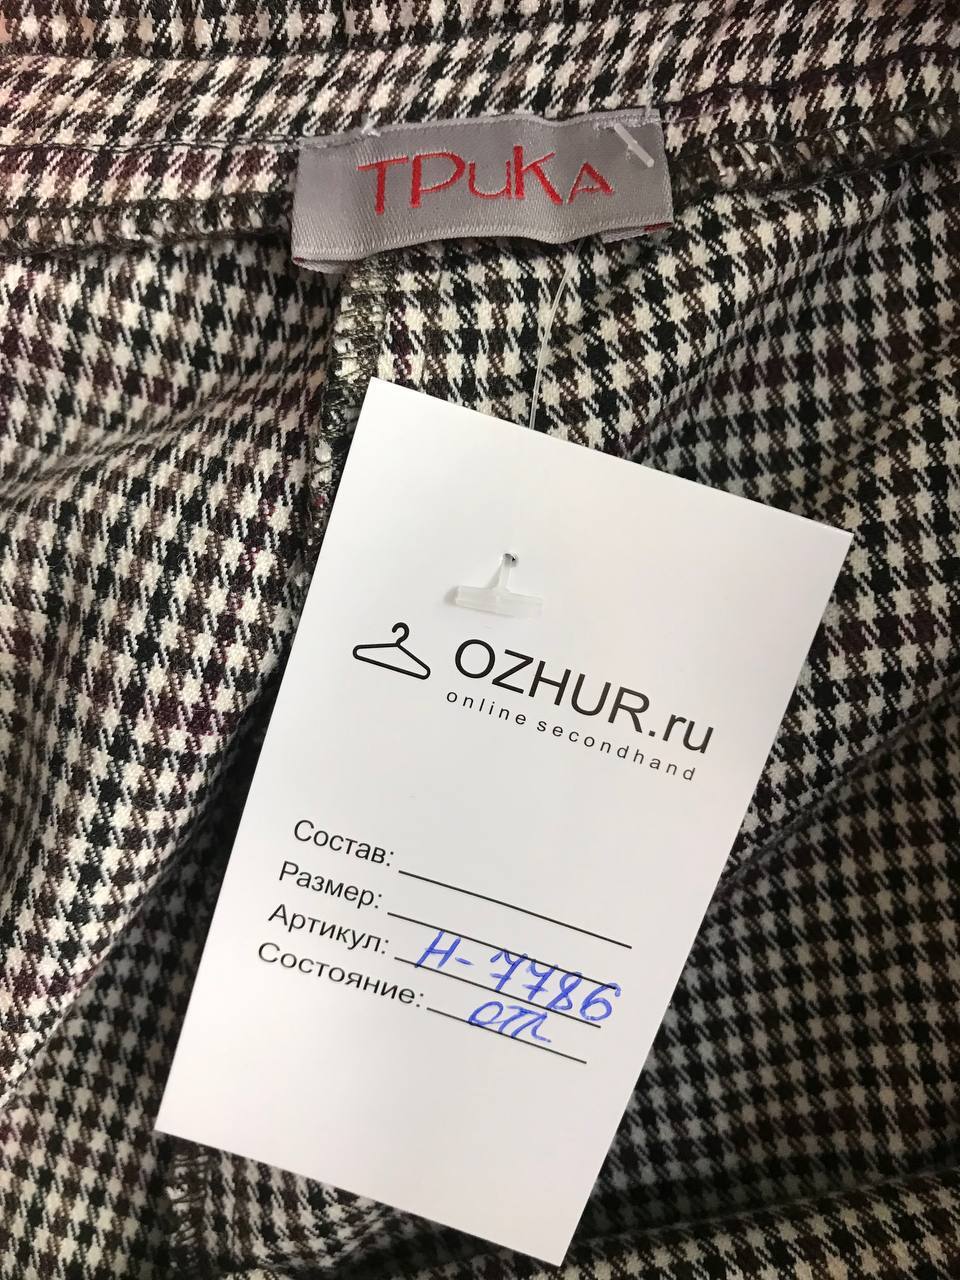 ТРиКА
OZHUR.ru
online secondhand
Состав:
Размер:
Артикул: Н-7786
Состояние: отл